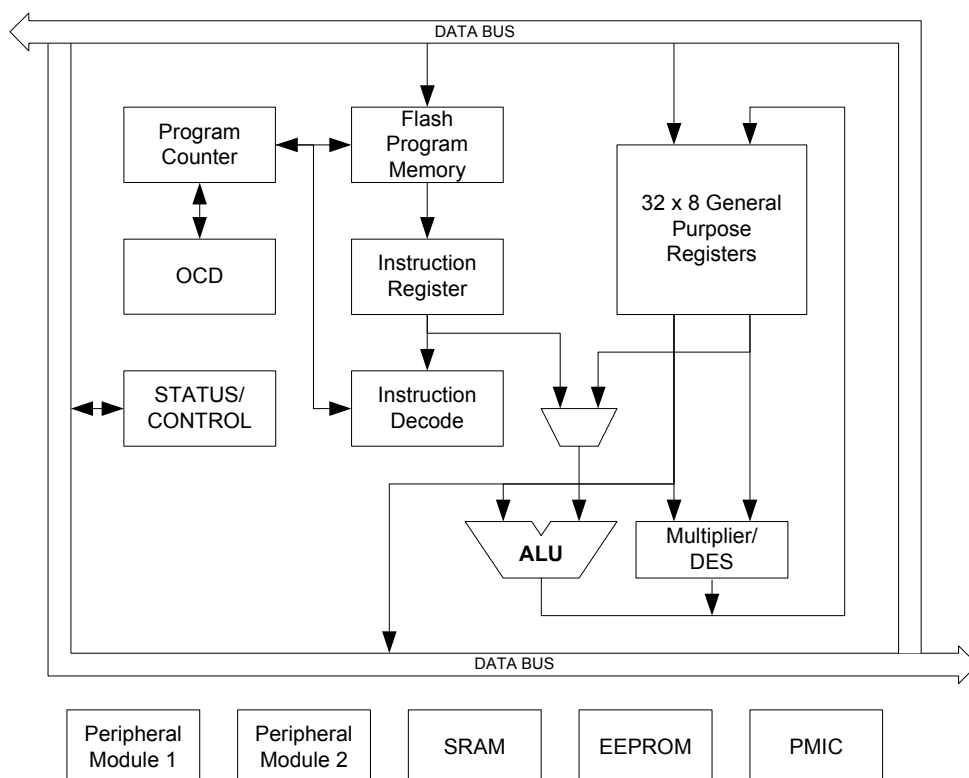 DATA BUS
Program
Counter
Flash
Program
Memory
32 x 8 General
Purpose
Registers
OCD
Instruction
Register
STATUS/
CONTROL
Instruction
Decode
ALU
Multiplier/
DES
DATA BUS
Peripheral
Module 1
Peripheral
Module 2
SRAM
EEPROM
PMIC